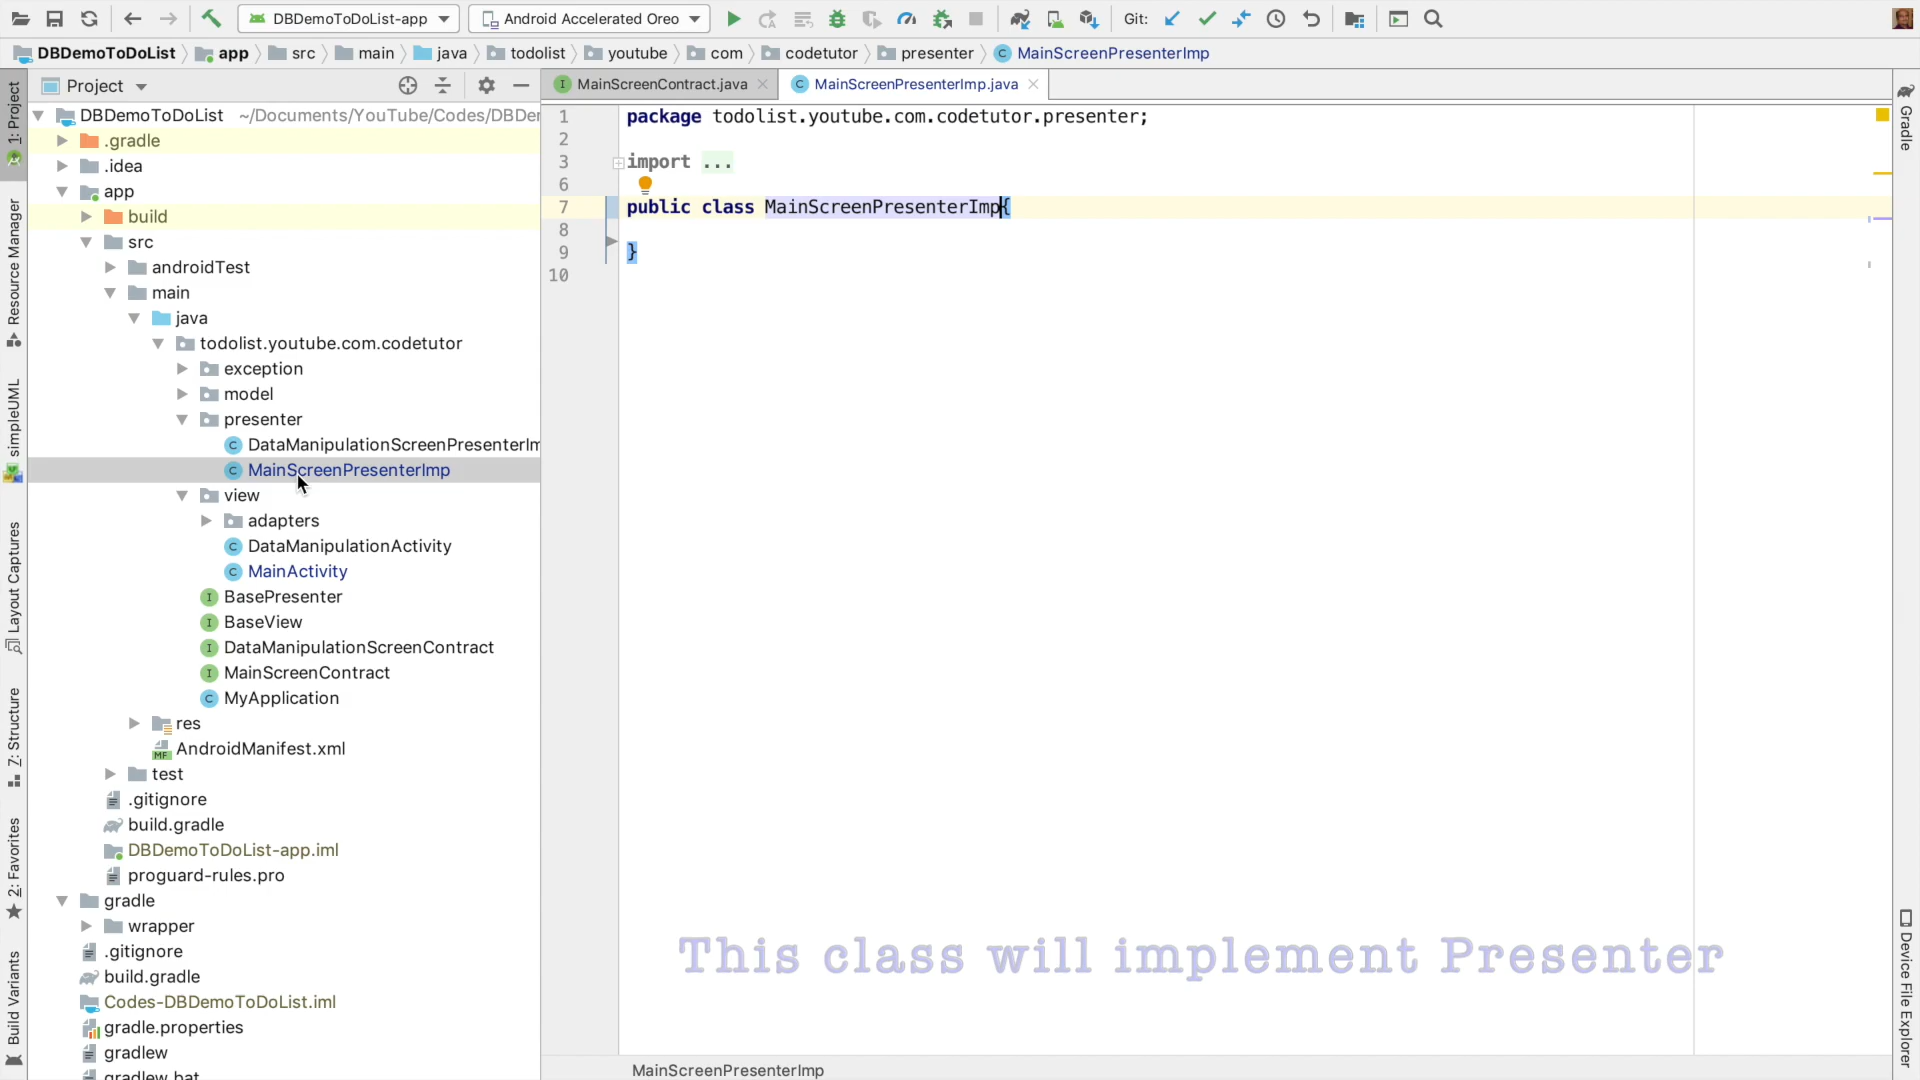 DBDemoToDoList-app
Android Accelerated Oreo
Git:
DBDemoToDoList
app
src
main
java
todolist
youtube
com
codetutor
presenter
MainScreenPresenterImp
1: Project
Resource Manager
simpleUML
Layout Captures
7: Structure
2: Favorites
Build Variants
Project
DBDemoToDoList ~/Documents/YouTube/Codes/DBDer
.gradle
.idea
app
build
src
androidTest
main
java
todolist.youtube.com.codetutor
exception
model
presenter
DataManipulationScreenPresenterIm
MainScreenPresenterImp
view
adapters
DataManipulationActivity
MainActivity
BasePresenter
BaseView
DataManipulationScreenContract
MainScreenContract
MyApplication
res
AndroidManifest.xml
test
.gitignore
build.gradle
DBDemoToDoList-app.iml
proguard-rules.pro
gradle
wrapper
.gitignore
build.gradle
Codes-DBDemoToDoList.iml
gradle.properties
gradlew
gradlew.bat
MainScreenContract.java
MainScreenPresenterImp.java
1 package todolist.youtube.com.codetutor.presenter;
2
3 import ...
6
7 public class MainScreenPresenterImp{
8
9 }
10
This class will implement Presenter
MainScreenPresenterImp
Gradle
Device File Explorer